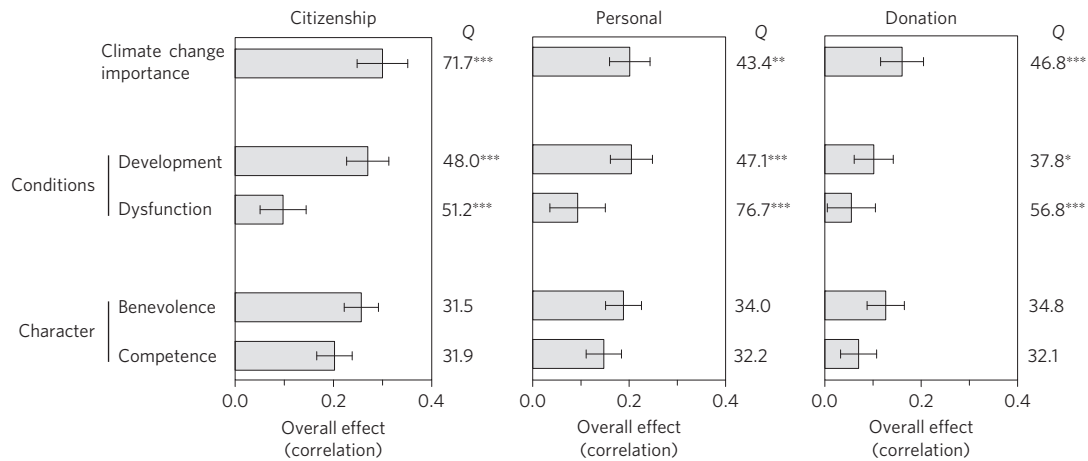 Citizenship Personal Donation
Q Q Q
Climate change
importance
71.7*** 43.4** 46.8***
Conditions
Development 48.0*** 47.1*** 37.8*
Dysfunction 51.2*** 76.7*** 56.8***
Character
Benevolence 31.5 34.0 34.8
Competence 31.9 32.2 32.1
0.0 0.2 0.4 0.0 0.2 0.4 0.0 0.2 0.4
Overall effect Overall effect Overall effect
(correlation) (correlation) (correlation)